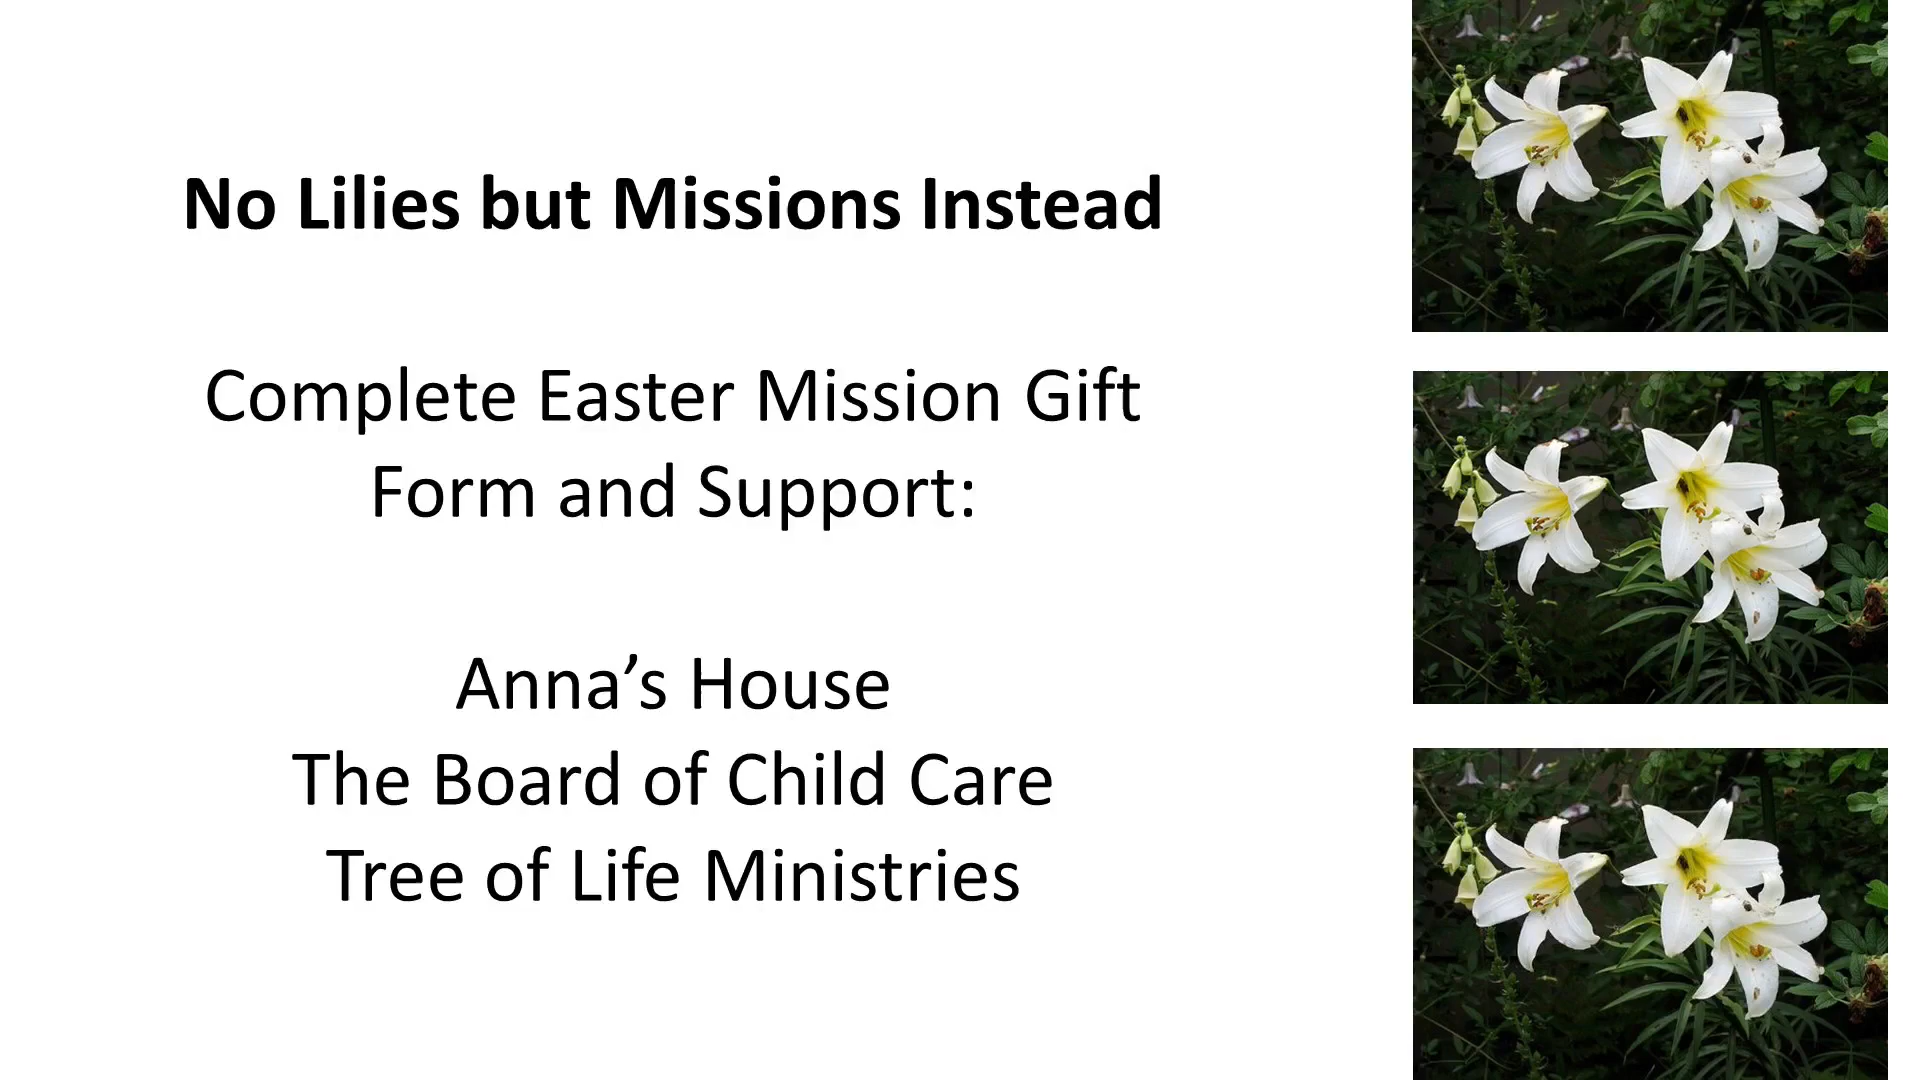 No Lilies but Missions Instead
Complete Easter Mission Gift
Form and Support:
Anna’s House
The Board of Child Care
Tree of Life Ministries